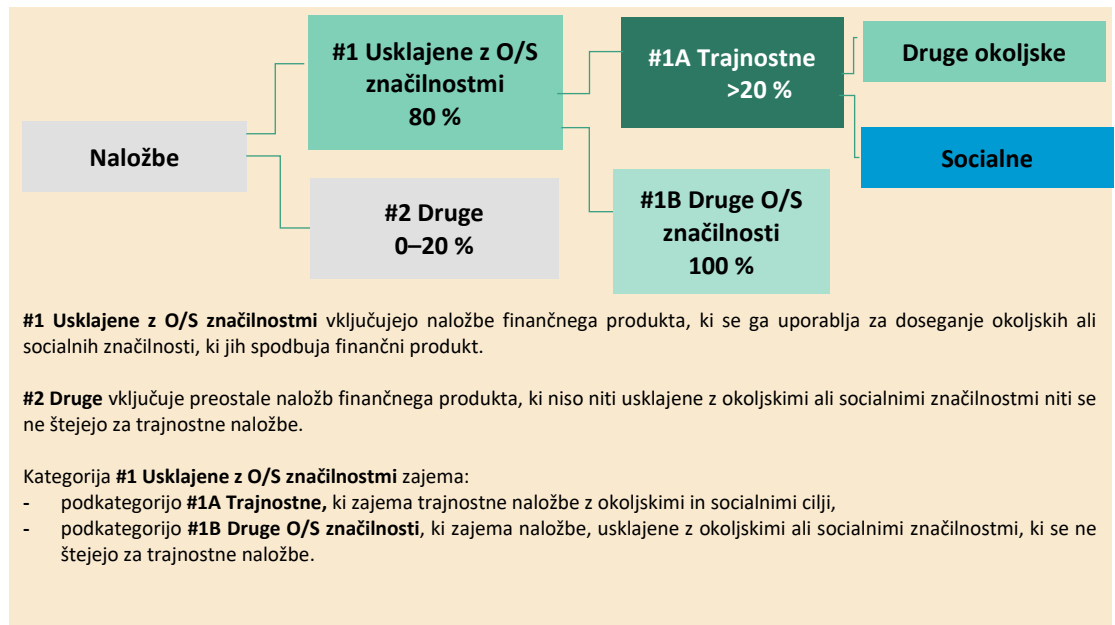 #1 Usklajene z O/S
značilnostmi
80 %
#1A Trajnostne
>20 %
Druge okoljske
Naložbe
Socialne
#2 Druge
0–20 %
#1B Druge O/S
značilnosti
100 %
#1 Usklajene z O/S značilnostmi vključujejo naložbe finančnega produkta, ki se ga uporablja za doseganje okoljskih ali
socialnih značilnosti, ki jih spodbuja finančni produkt.
#2 Druge vključuje preostale naložb finančnega produkta, ki niso niti usklajene z okoljskimi ali socialnimi značilnostmi niti se
ne štejejo za trajnostne naložbe.
Kategorija #1 Usklajene z O/S značilnostmi zajema:
- podkategorijo #1A Trajnostne, ki zajema trajnostne naložbe z okoljskimi in socialnimi cilji,
- podkategorijo #1B Druge O/S značilnosti, ki zajema naložbe, usklajene z okoljskimi ali socialnimi značilnostmi, ki se ne
štejejo za trajnostne naložbe.